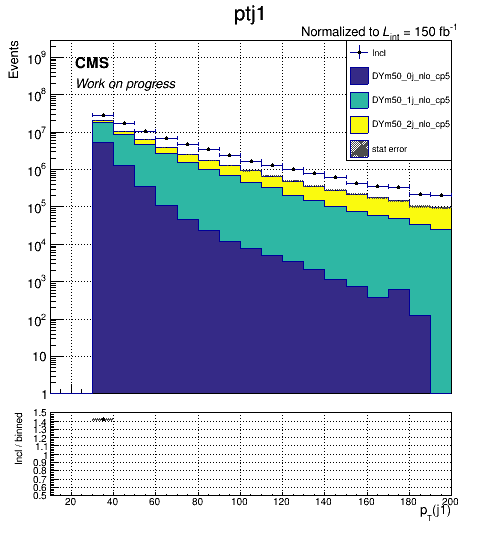 ptj1
Normalized to L_int = 150 fb^-1
Events
CMS
Work on progress
Incl
DYm50_0j_nlo_cp5
DYm50_1j_nlo_cp5
DYm50_2j_nlo_cp5
stat error
10^9
10^8
10^7
10^6
10^5
10^4
10^3
10^2
10
1
Incl / binned
1.5
1.4
1.3
1.2
1.1
1
0.9
0.8
0.7
0.6
0.5
20 40 60 80 100 120 140 160 180 200
p_T(j1)